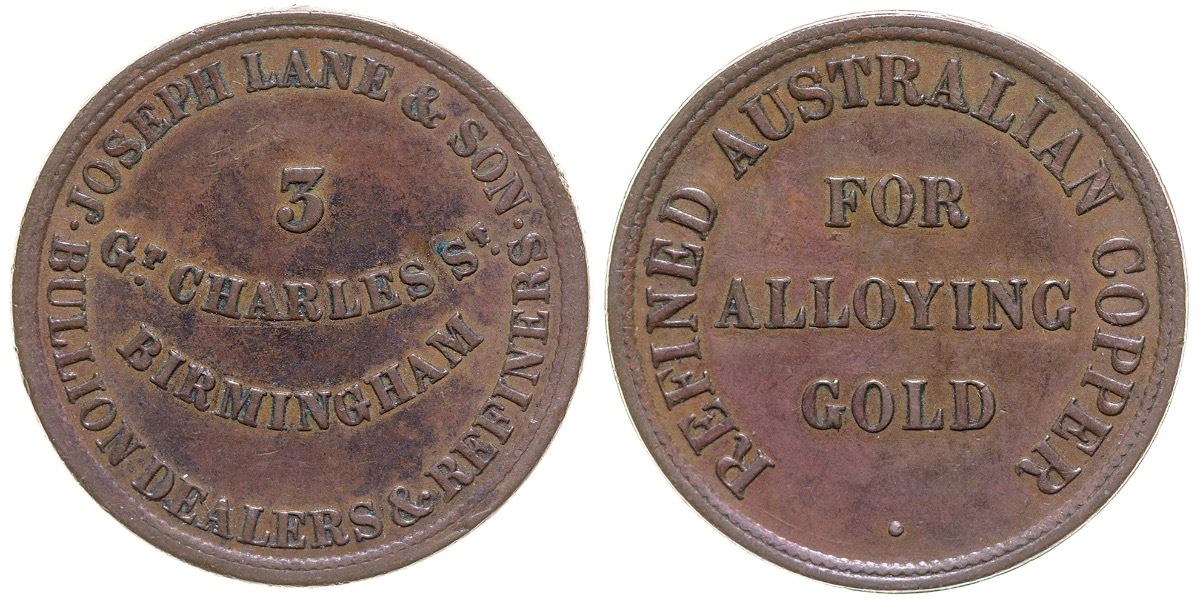 · JOSEPH LANE & SON ·
3
Gᵀ. CHARLES Sᵀ.
BIRMINGHAM
BULLION · DEALERS & · REFINERS
REFINED AUSTRALIAN COPPER
FOR
ALLOYING
GOLD